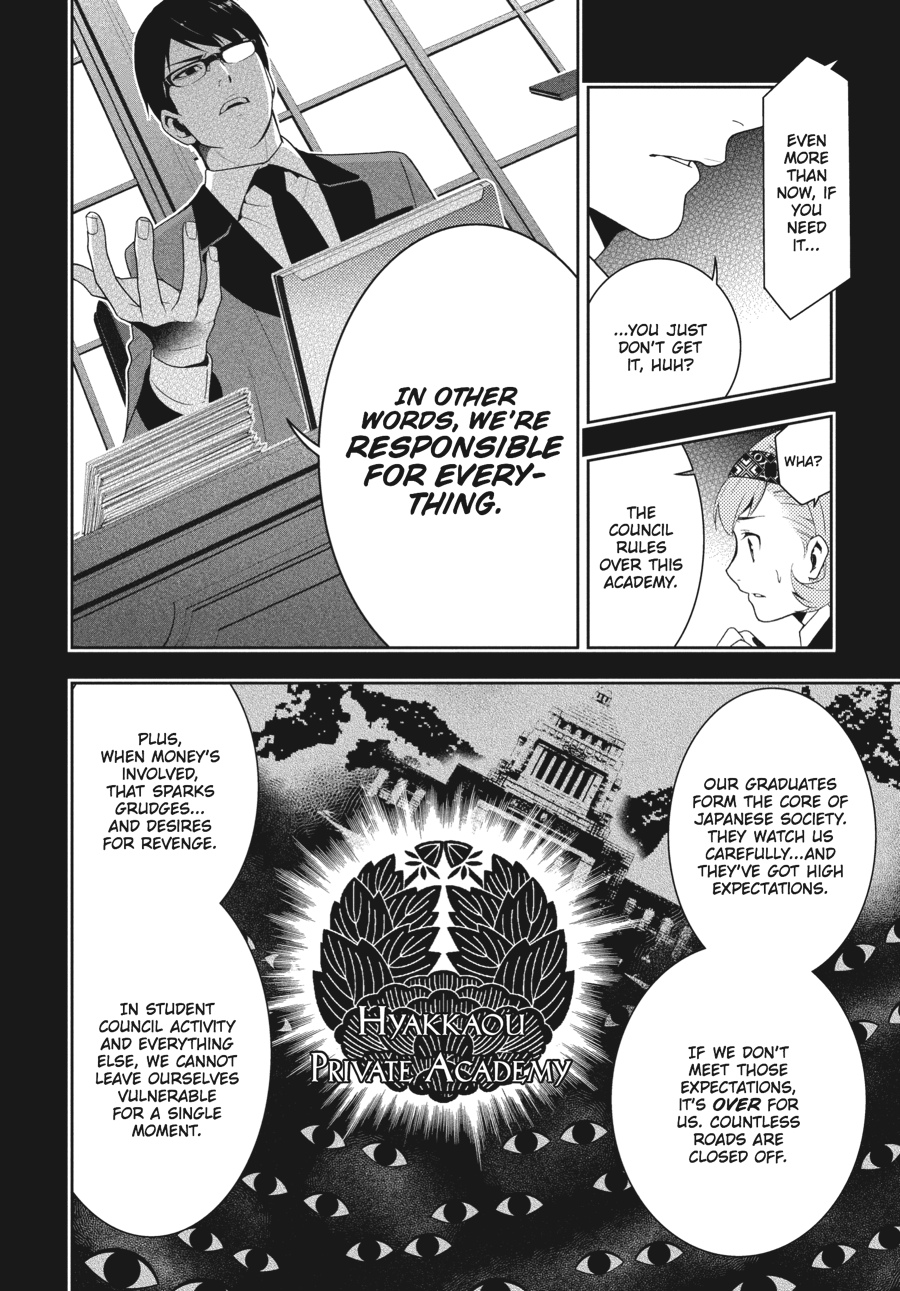 EVEN
MORE
THAN
NOW, IF
YOU
NEED
IT...
...YOU JUST
DON'T GET
IT, HUH?
WHA?
THE
COUNCIL
RULES
OVER THIS
ACADEMY.
IN OTHER
WORDS, WE'RE
RESPONSIBLE
FOR EVERY-
THING.
OUR GRADUATES
FORM THE CORE OF
JAPANESE SOCIETY.
THEY WATCH US
CAREFULLY...AND
THEY'VE GOT HIGH
EXPECTATIONS.
IF WE DON'T
MEET THOSE
EXPECTATIONS,
IT'S OVER FOR
US. COUNTLESS
ROADS ARE
CLOSED OFF.
HYAKKAOU
PRIVATE ACADEMY
PLUS,
WHEN MONEY'S
INVOLVED,
THAT SPARKS
GRUDGES...
AND DESIRES
FOR REVENGE.
IN STUDENT
COUNCIL ACTIVITY
AND EVERYTHING
ELSE, WE CANNOT
LEAVE OURSELVES
VULNERABLE
FOR A SINGLE
MOMENT.